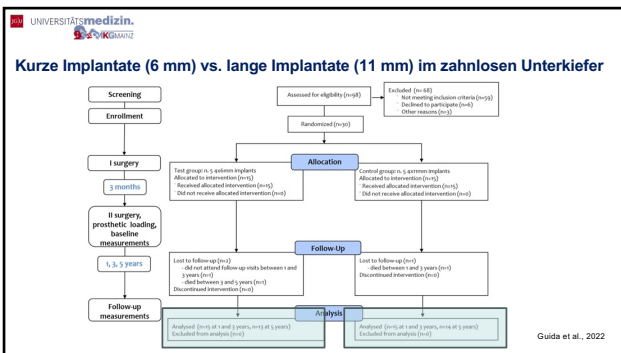 JG|U UNIVERSITÄTSmedizin.
MKG MAINZ
Kurze Implantate (6 mm) vs. lange Implantate (11 mm) im zahnlosen Unterkiefer
Screening
Enrollment
I surgery
3 months
II surgery,
prosthetic loading,
baseline
measurements
1, 3, 5 years
Follow-up
measurements
Assessed for eligibility (n=98)
Excluded (n= 68)
Not meeting inclusion criteria (n=59)
Declined to participate (n=6)
Other reasons (n=3)
Randomized (n=30)
Allocation
Test group: n. 5 4x6mm implants
Allocated to intervention (n=15)
Received allocated intervention (n=15)
Did not receive allocated intervention (n=0)
Control group: n. 5 4x11mm implants
Allocated to intervention (n=15)
Received allocated intervention (n=15)
Did not receive allocated intervention (n=0)
Follow-Up
Lost to follow-up (n=2)
- did not attend follow-up visits between 1 and
3 years (n=1)
- died between 3 and 5 years (n=1)
Discontinued intervention (n=0)
Lost to follow-up (n=1)
- died between 1 and 3 years (n=1)
Discontinued intervention (n=0)
Analysis
Analysed (n=15 at 1 and 3 years, n=13 at 5 years)
Excluded from analysis (n=0)
Analysed (n=15 at 1 and 3 years, n=14 at 5 years)
Excluded from analysis (n=0)
Guida et al., 2022